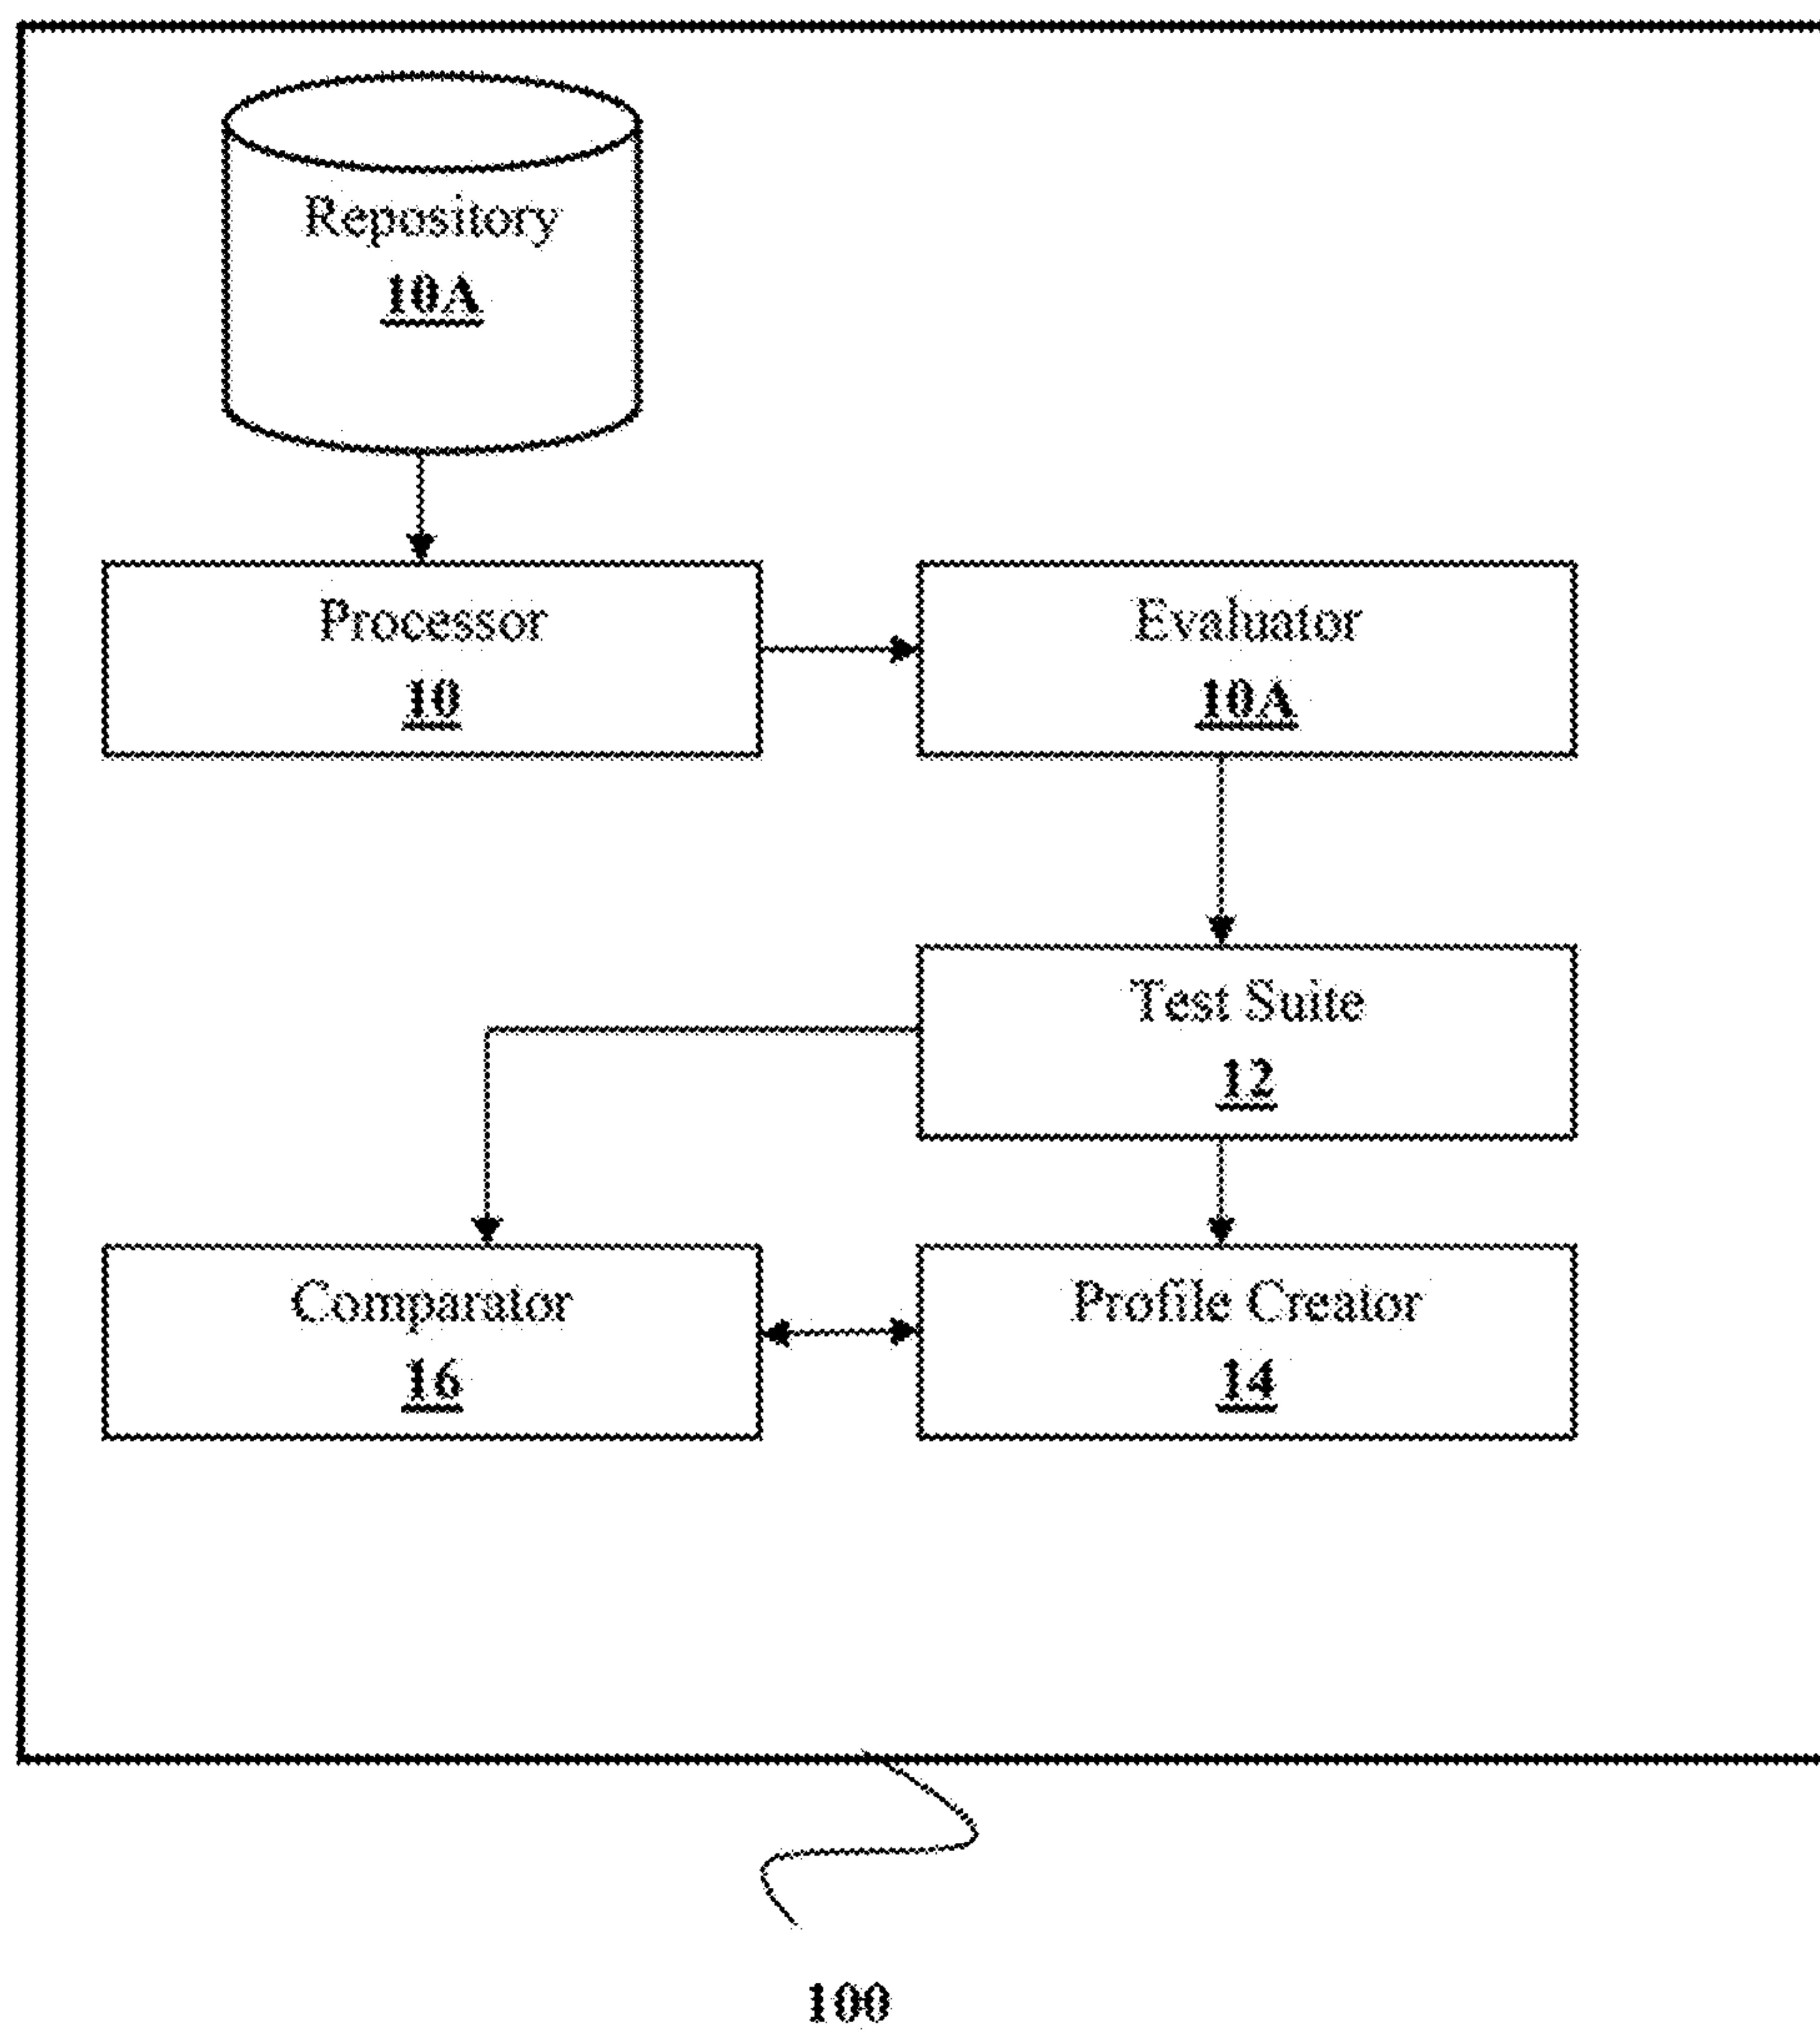 Repository
10A
Processor
10
Evaluator
10A
Test Suite
12
Comparator
16
Profile Creator
14
100